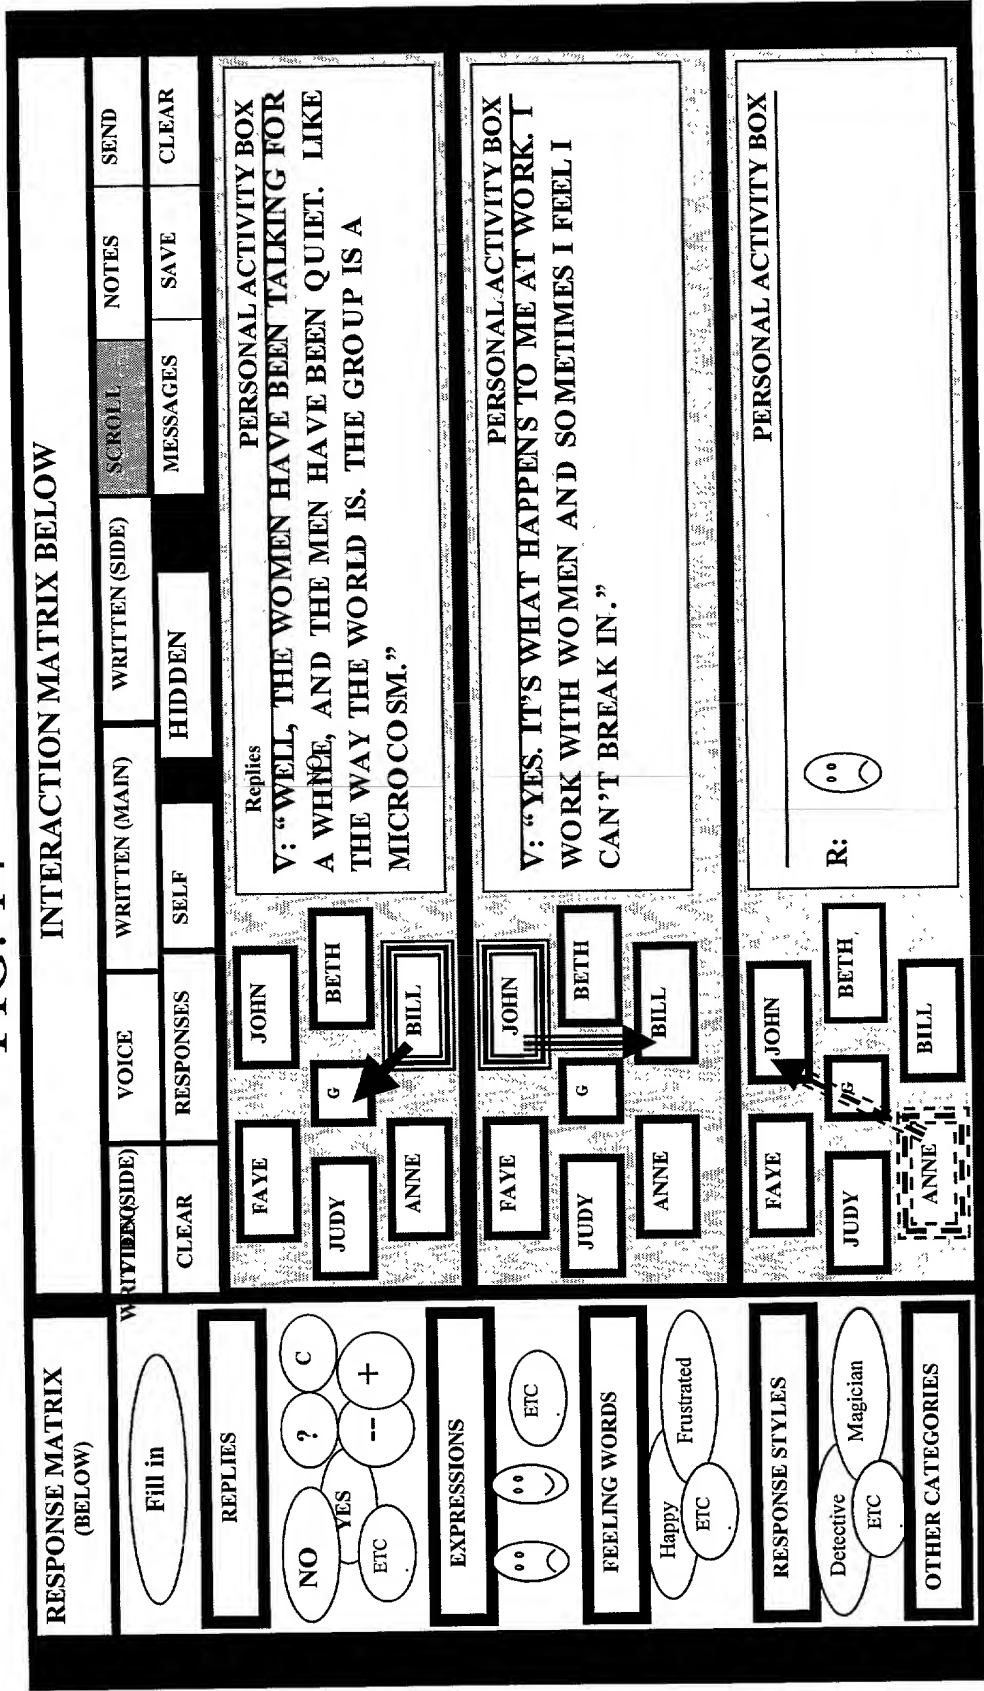 RESPONSE MATRIX
(BELOW)
Fill in
REPLIES
NO
YES
?
C
ETC
--
+
EXPRESSIONS
ETC
FEELING WORDS
Happy
Frustrated
ETC
RESPONSE STYLES
Detective
Magician
ETC
OTHER CATEGORIES
INTERACTION MATRIX BELOW
VOICE
WRITTEN (MAIN)
WRITTEN (SIDE)
SCROLL
NOTES
SEND
CLEAR
RESPONSES
SELF
HIDDEN
MESSAGES
SAVE
CLEAR
FAYE
JOHN
JUDY
G
BETH
ANNE
BILL
Replies
PERSONAL ACTIVITY BOX
V: “WELL, THE WOMEN HAVE BEEN TALKING FOR
A WHILE, AND THE MEN HAVE BEEN QUIET. LIKE
THE WAY THE WORLD IS. THE GROUP IS A
MICROCOSM.”
FAYE
JOHN
JUDY
G
BETH
ANNE
BILL
PERSONAL ACTIVITY BOX
V: “YES. IT’S WHAT HAPPENS TO ME AT WORK. I
WORK WITH WOMEN AND SOMETIMES I FEEL I
CAN’T BREAK IN.”
FAYE
JOHN
JUDY
G
BETH
ANNE
BILL
PERSONAL ACTIVITY BOX
R: